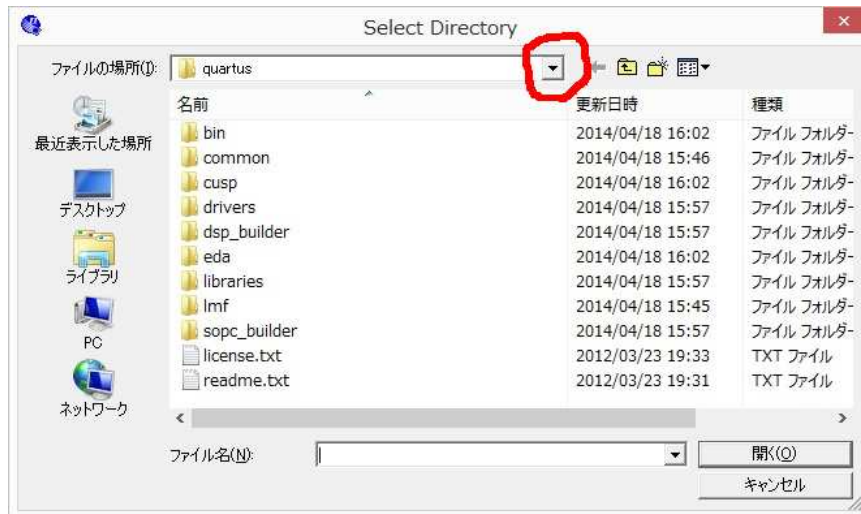 Select Directory
ファイルの場所(I):
quartus
最近表示した場所
デスクトップ
ライブラリ
PC
ネットワーク
名前 更新日時 種類
bin 2014/04/18 16:02 ファイル フォルダー
common 2014/04/18 15:46 ファイル フォルダー
cusp 2014/04/18 16:02 ファイル フォルダー
drivers 2014/04/18 15:57 ファイル フォルダー
dsp_builder 2014/04/18 15:57 ファイル フォルダー
eda 2014/04/18 16:02 ファイル フォルダー
libraries 2014/04/18 15:57 ファイル フォルダー
lmf 2014/04/18 15:45 ファイル フォルダー
sopc_builder 2014/04/18 15:57 ファイル フォルダー
license.txt 2012/03/23 19:33 TXT ファイル
readme.txt 2012/03/23 19:31 TXT ファイル
ファイル名(N):
開く(O)
キャンセル